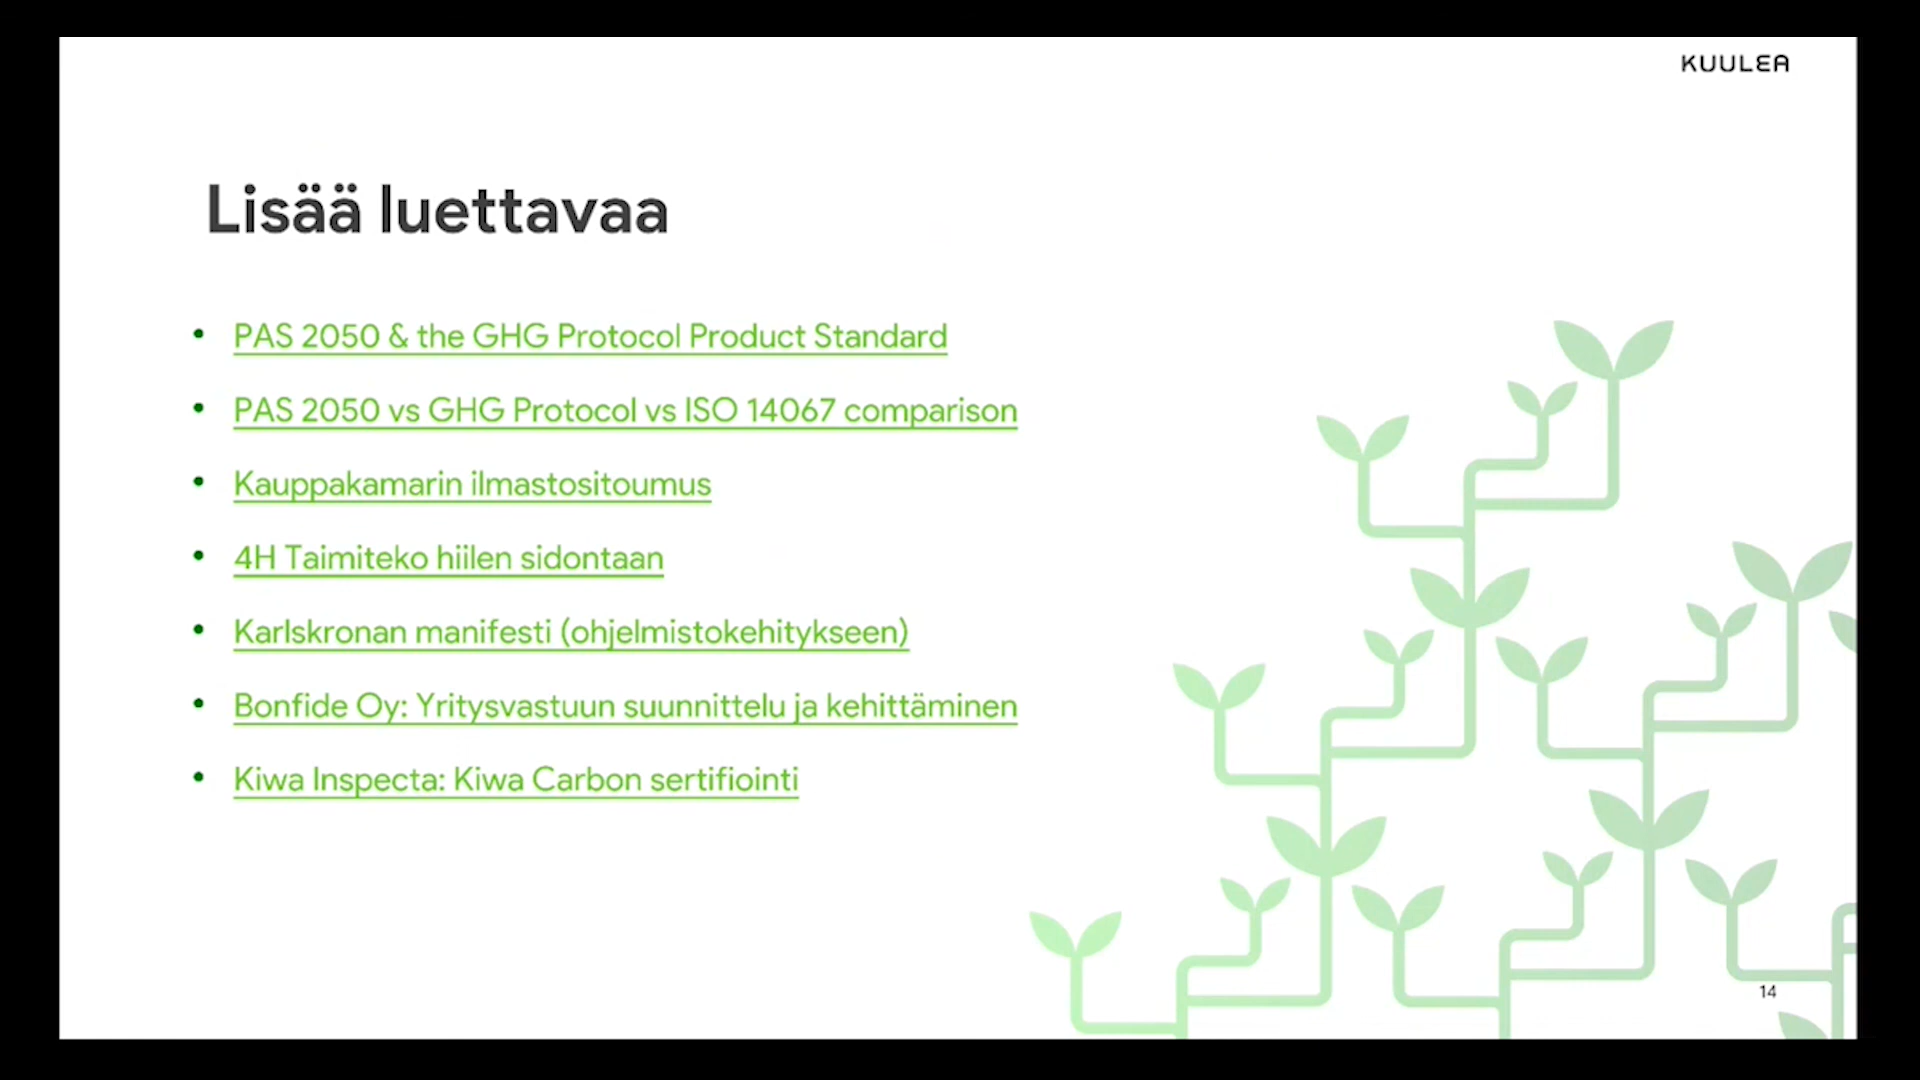 KUULEA
Lisää luettavaa
• PAS 2050 & the GHG Protocol Product Standard
• PAS 2050 vs GHG Protocol vs ISO 14067 comparison
• Kauppakamarin ilmastositoumus
• 4H Taimiteko hiilen sidontaan
• Karlskronan manifesti (ohjelmistokehitykseen)
• Bonfide Oy: Yritysvastuun suunnittelu ja kehittäminen
• Kiwa Inspecta: Kiwa Carbon sertifiointi
14